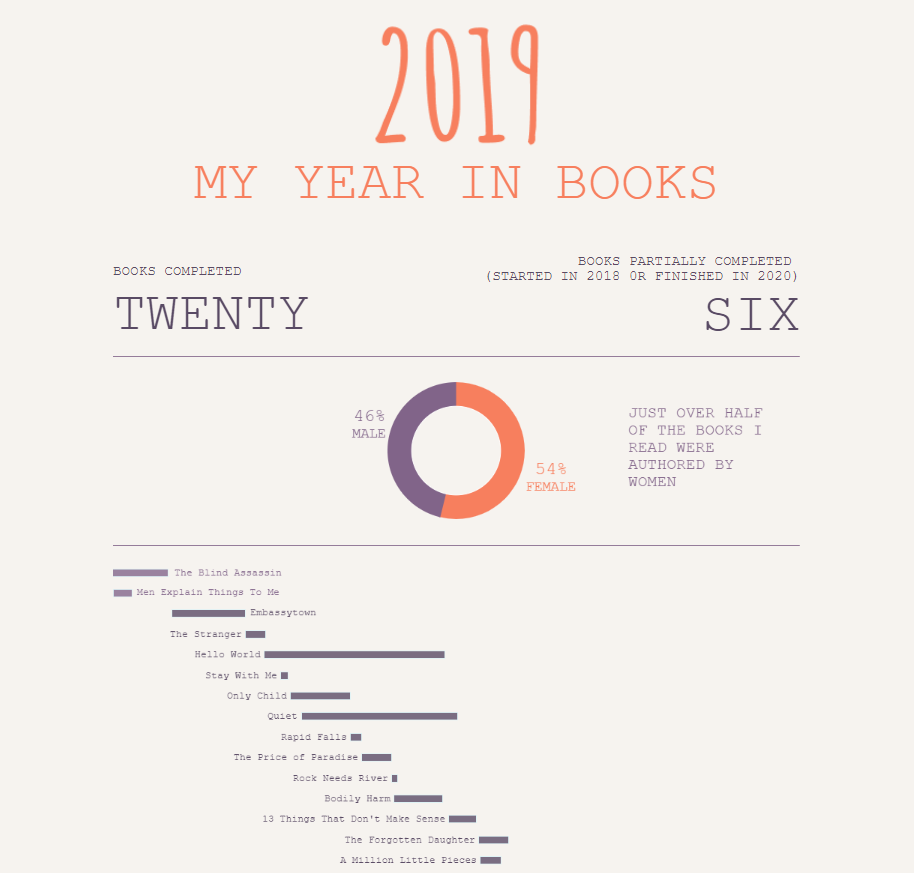 2019
MY YEAR IN BOOKS
BOOKS COMPLETED
TWENTY
BOOKS PARTIALLY COMPLETED
(STARTED IN 2018 OR FINISHED IN 2020)
SIX
46%
MALE
54%
FEMALE
JUST OVER HALF
OF THE BOOKS I
READ WERE
AUTHORED BY
WOMEN
The Blind Assassin
Men Explain Things To Me
Embassytown
The Stranger
Hello World
Stay With Me
Only Child
Quiet
Rapid Falls
The Price of Paradise
Rock Needs River
Bodily Harm
13 Things That Don't Make Sense
The Forgotten Daughter
A Million Little Pieces